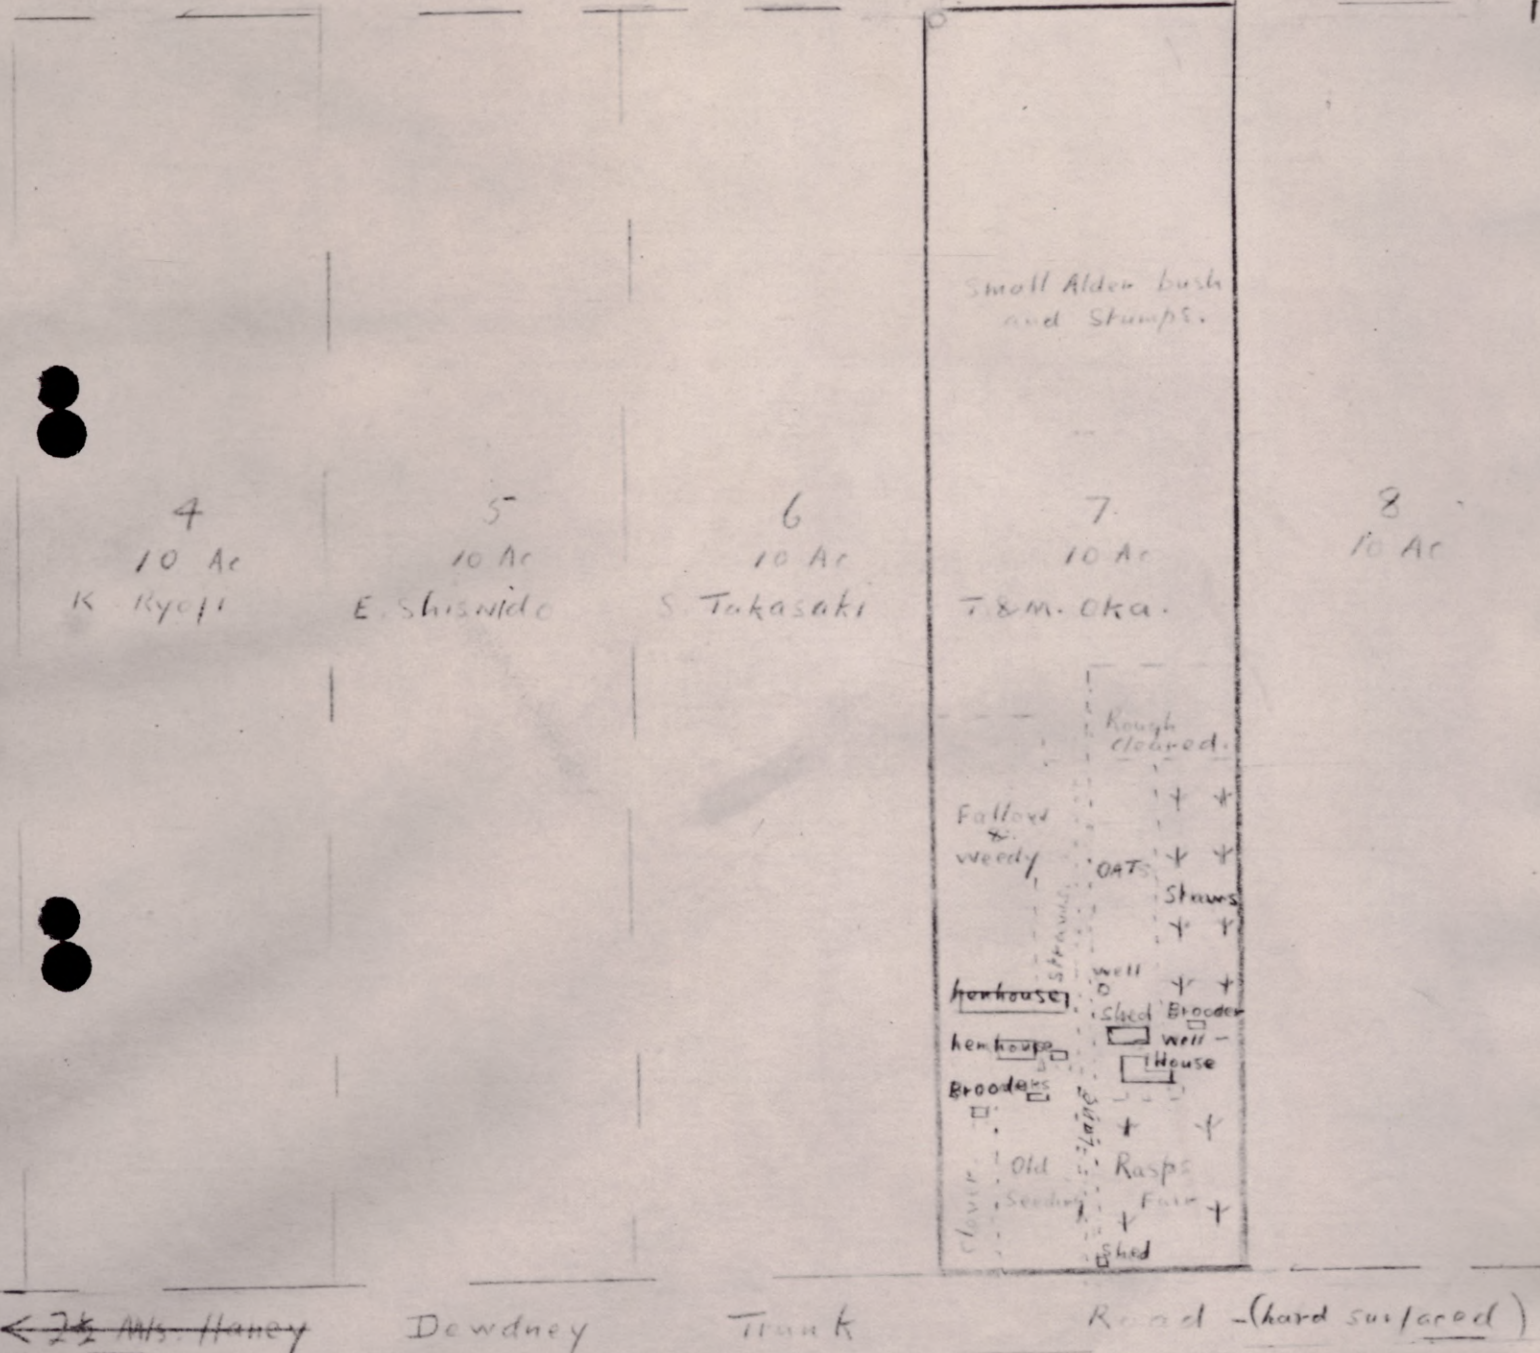 Small Alder bush
and Stumps.
4
10 Ac
K. Ryoji
5
10 Ac
E. Shiswido
6
10 Ac
S. Takasaki
7
10 Ac
T. & M. Oka.
8
10 Ac
Rough
cleared.
Fallow
&
weedy
OATS
Straws
Straws
well
henhouse
Shed
Brooder
henhouse
well -
House
Brooders
Old
Seeding
Rasps
Fair
clover
Shed
← 7½ Mls. Haney
Dewdney Trunk Road - (hard surfaced)